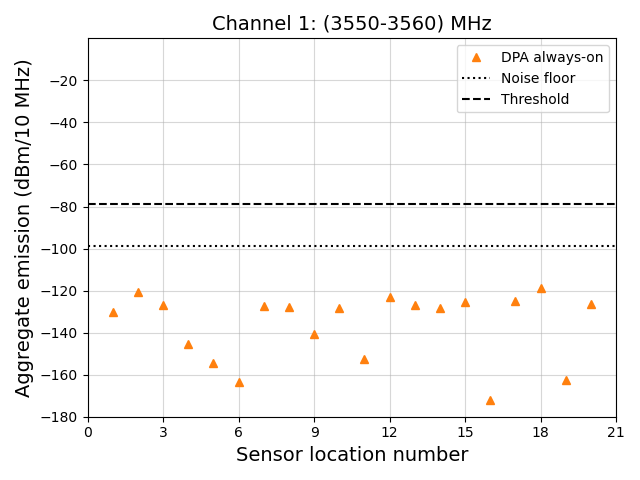 Channel 1: (3550-3560) MHz
DPA always-on
Noise floor
Threshold
Aggregate emission (dBm/10 MHz)
−20
−40
−60
−80
−100
−120
−140
−160
−180
0 3 6 9 12 15 18 21
Sensor location number